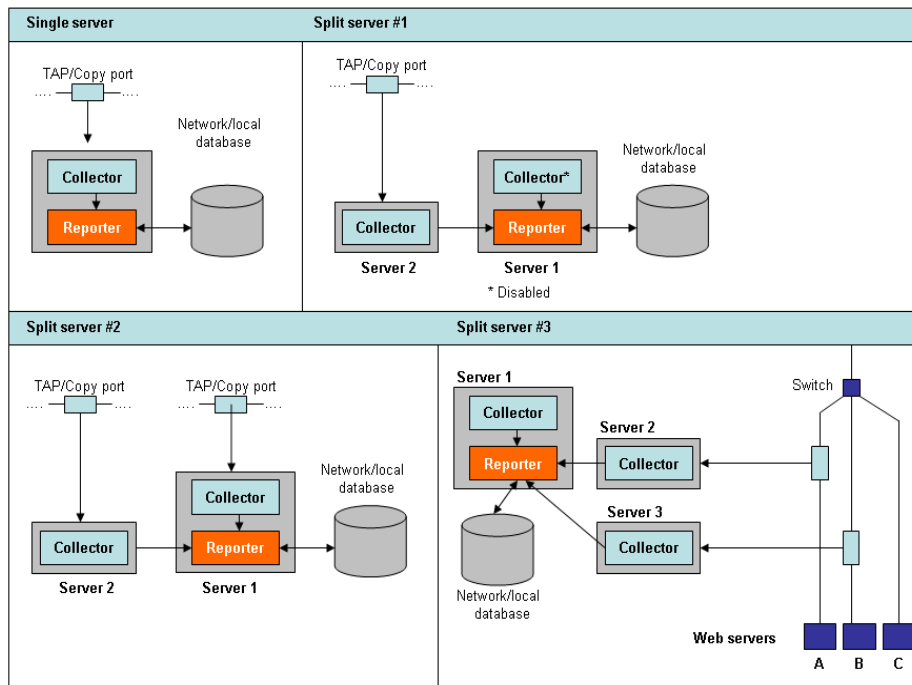 Single server
TAP/Copy port
.... ....
Network/local
database
Collector
Reporter
Split server #1
TAP/Copy port
.... ....
Collector*
Network/local
database
Collector
Reporter
Server 2
Server 1
* Disabled
Split server #2
TAP/Copy port
TAP/Copy port
.... ....
.... ....
Network/local
database
Collector
Collector
Reporter
Server 2
Server 1
Split server #3
Server 1
Switch
Collector
Server 2
Reporter
Collector
Server 3
Collector
Network/local
database
Web servers
A B C